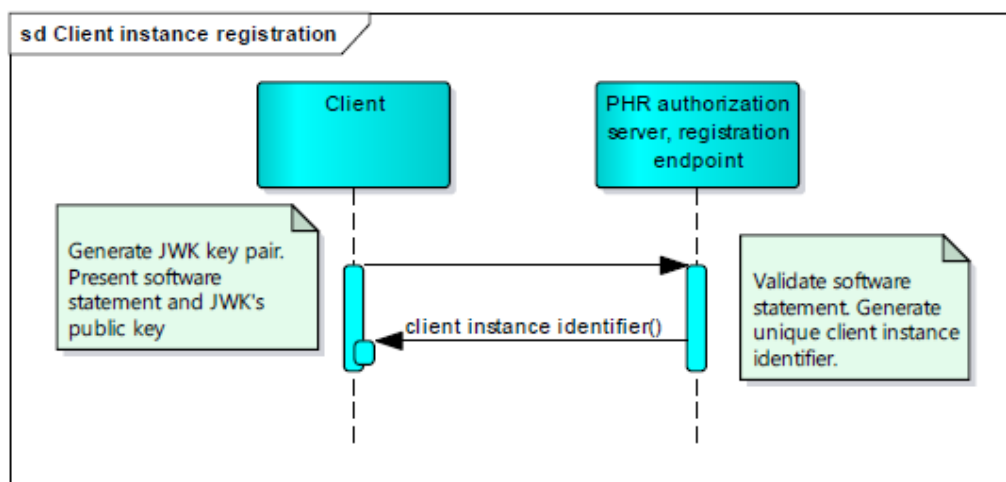 sd Client instance registration
Client
PHR authorization
server, registration
endpoint
Generate JWK key pair.
Present software
statement and JWK's
public key
Validate software
statement. Generate
unique client instance
identifier.
client instance identifier()